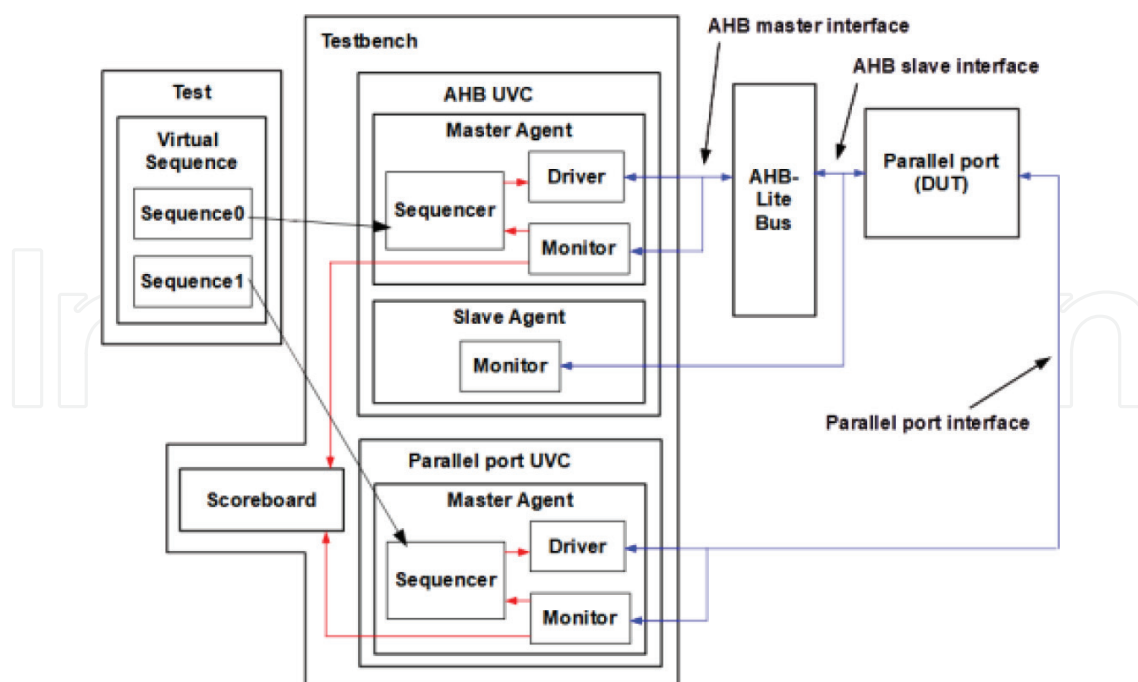 AHB master interface
Testbench
AHB slave interface
Test
Virtual
Sequence
Sequence0
Sequence1
AHB UVC
Master Agent
Sequencer
Driver
Monitor
Slave Agent
Monitor
AHB-
Lite
Bus
Parallel port
(DUT)
Parallel port interface
Scoreboard
Parallel port UVC
Master Agent
Sequencer
Driver
Monitor